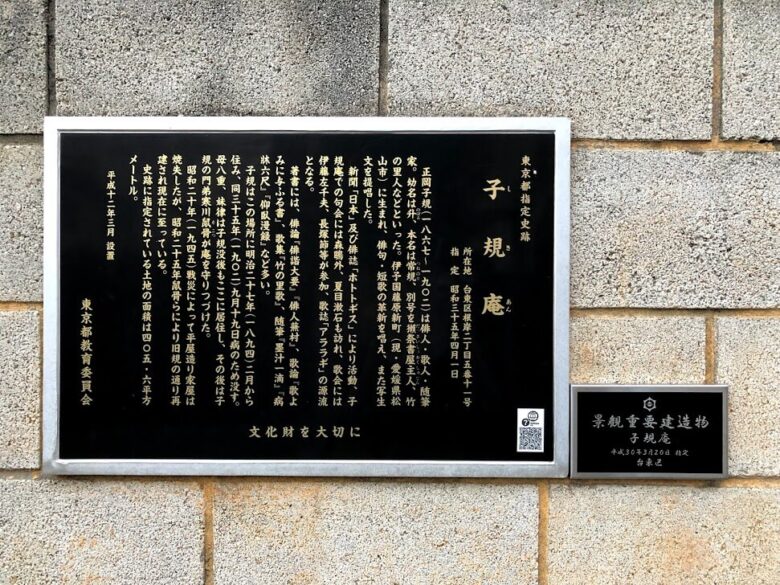 東京都指定史跡
子規庵
しきあん
所在地 台東区根岸二丁目五番十一号
指定 昭和三十五年四月一日
正岡子規(一八六七~一九〇二)は俳人・歌人・随筆
家。幼名は升、本名は常規、別号を獺祭書屋主人、竹
の里人などといった。伊予国藤原新町(現・愛媛県松
山市)に生まれ、俳句・短歌の革新を唱え、また写生
文を提唱した。
新聞「日本」及び俳誌「ホトトギス」により活動、子
規庵での句会には森鷗外、夏目漱石も訪れ、歌会には
伊藤左千夫、長塚節等が参加、歌誌「アララギ」の源流
となる。
著書には、俳論『俳諧大要』『俳人蕪村』、歌論『歌よ
みに与ふる書』、歌集『竹の里歌』、随筆『墨汁一滴』『病
牀六尺』『仰臥漫録』など多い。
子規はこの場所に明治二十七年(一八九四)二月から
住み、同三十五年(一九〇二)九月十九日病のため没す。
母八重、妹律は子規没後もここに居住し、その後は子
規の門弟寒川鼠骨が庵を守りつづけた。
昭和二十年(一九四五)戦災によって平屋造り家屋は
焼失したが、昭和二十五年鼠骨らにより旧規の通り再
建され現在に至っている。
史跡に指定されている土地の面積は四〇五・六平方
メートル。
平成十二年三月 設置
東京都教育委員会
文化財を大切に
景観重要建造物
子規庵
平成30年3月26日 指定
台東区